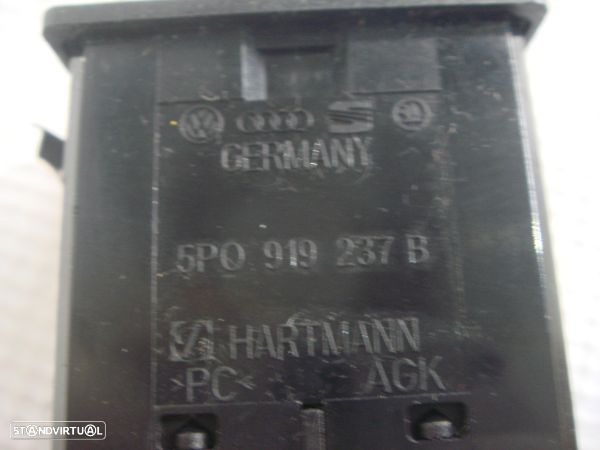 GERMANY
5P0 919 237 B
HARTMANN
>PC< AGK
STANDVIRTUAL